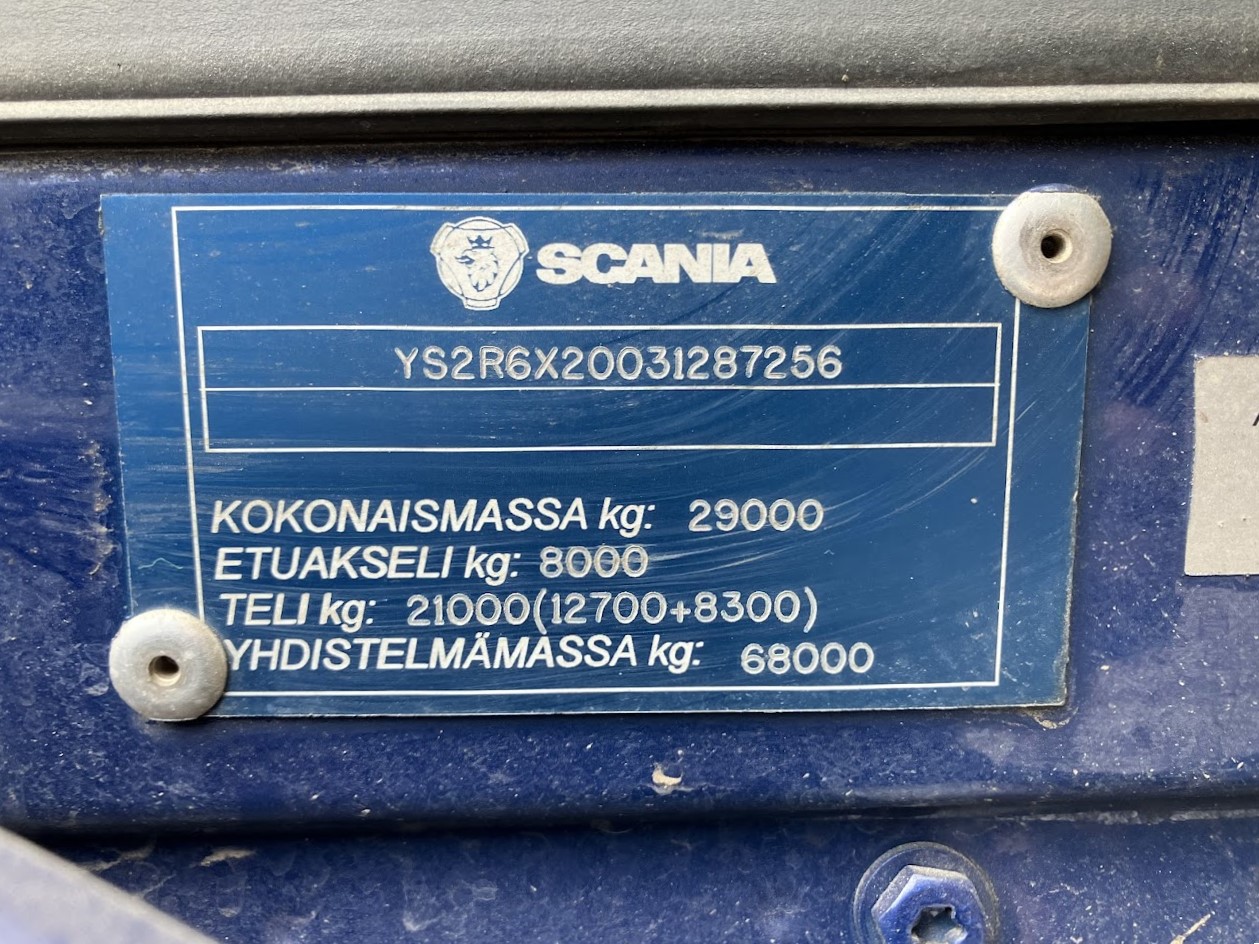 SCANIA
YS2R6X20031287256
KOKONAISMASSA kg: 29000
ETUAKSELI kg: 8000
TELI kg: 21000(12700+8300)
YHDISTELMÄMASSA kg: 68000